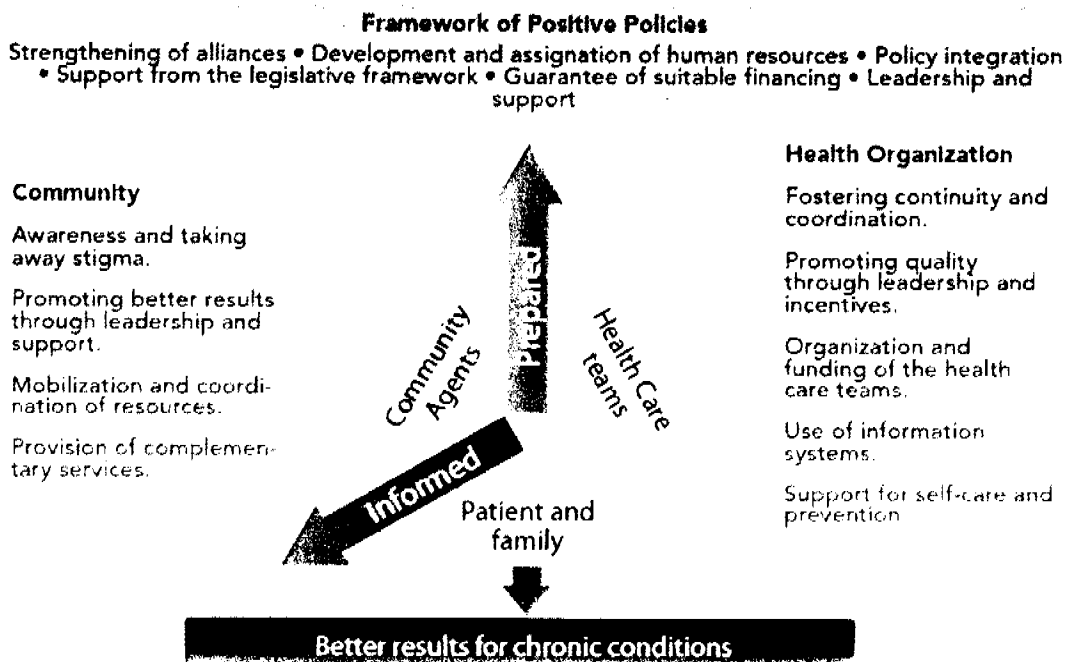 Framework of Positive Policies
Strengthening of alliances • Development and assignation of human resources • Policy integration
• Support from the legislative framework • Guarantee of suitable financing • Leadership and
support
Community
Awareness and taking
away stigma.
Promoting better results
through leadership and
support.
Mobilization and coordi-
nation of resources.
Provision of complemen-
tary services.
Community
Agents
Prepared
Health Care
teams
Informed
Patient and
family
Health Organization
Fostering continuity and
coordination.
Promoting quality
through leadership and
incentives.
Organization and
funding of the health
care teams.
Use of information
systems.
Support for self-care and
prevention
Better results for chronic conditions